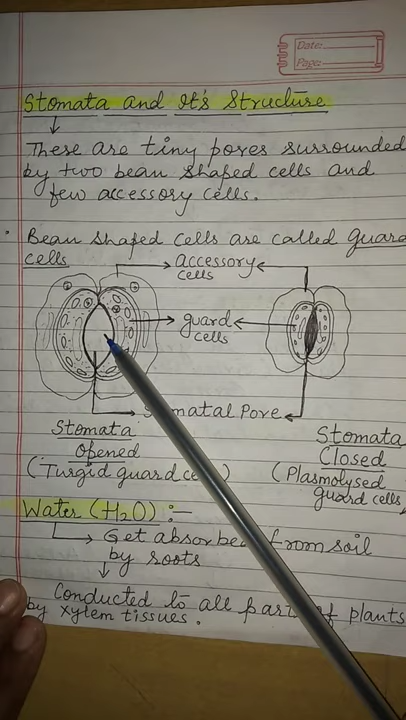 Date:
Page:
Stomata and It's Structure
These are tiny pores surrounded
by two bean shaped cells and
few accessory cells.
Bean shaped cells are called guard
cells
accessory
cells
guard
cells
Stomatal Pore
Stomata
Opened
(Turgid guard
Stomata
Closed
(Plasmolysed
guard cells
Water (H2O) :-
Get absorbed from soil
by roots
Conducted to all part of plants
by xylem tissues.